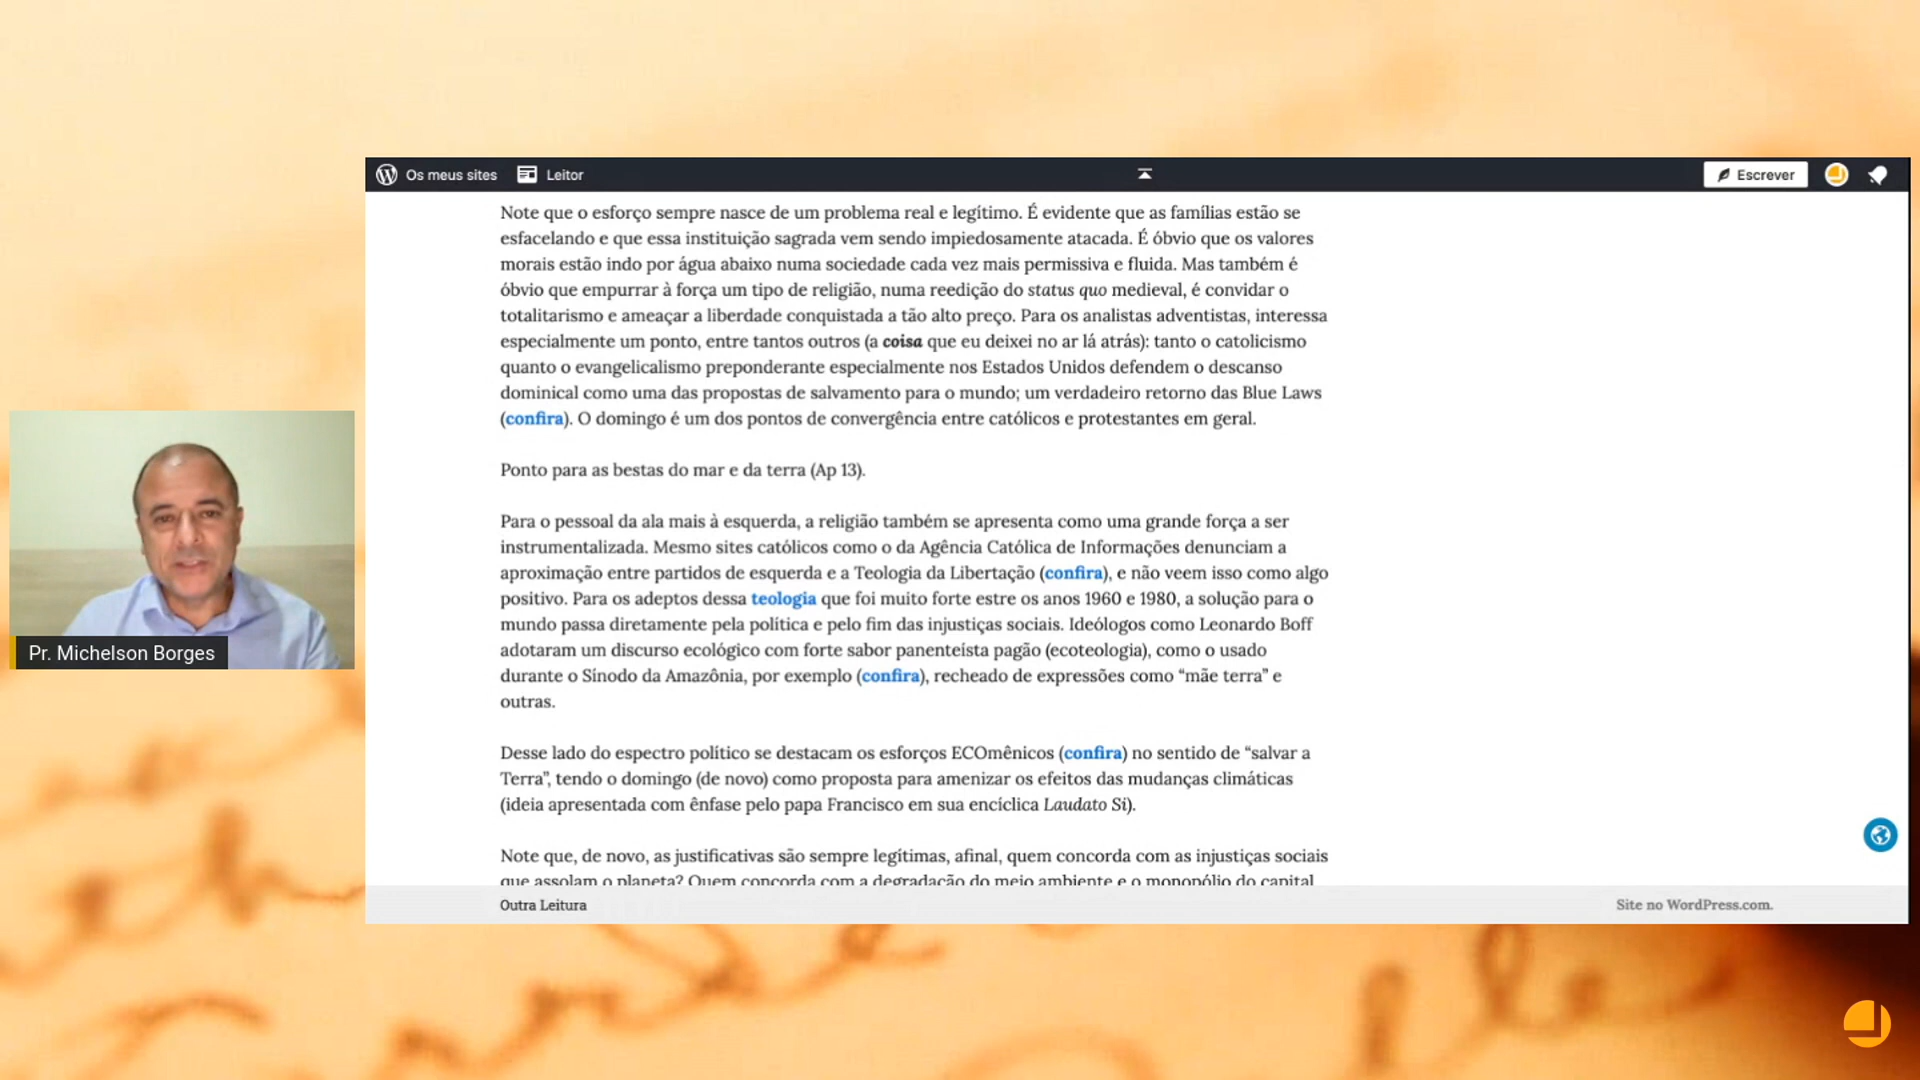 Os meus sites
Leitor
Escrever
Note que o esforço sempre nasce de um problema real e legítimo. É evidente que as famílias estão se
esfacelando e que essa instituição sagrada vem sendo impiedosamente atacada. É óbvio que os valores
morais estão indo por água abaixo numa sociedade cada vez mais permissiva e fluida. Mas também é
óbvio que empurrar à força um tipo de religião, numa reedição do status quo medieval, é convidar o
totalitarismo e ameaçar a liberdade conquistada a tão alto preço. Para os analistas adventistas, interessa
especialmente um ponto, entre tantos outros (a coisa que eu deixei no ar lá atrás): tanto o catolicismo
quanto o evangelicalismo preponderante especialmente nos Estados Unidos defendem o descanso
dominical como uma das propostas de salvamento para o mundo; um verdadeiro retorno das Blue Laws
(confira). O domingo é um dos pontos de convergência entre católicos e protestantes em geral.
Ponto para as bestas do mar e da terra (Ap 13).
Para o pessoal da ala mais à esquerda, a religião também se apresenta como uma grande força a ser
instrumentalizada. Mesmo sites católicos como o da Agência Católica de Informações denunciam a
aproximação entre partidos de esquerda e a Teologia da Libertação (confira), e não veem isso como algo
positivo. Para os adeptos dessa teologia que foi muito forte estre os anos 1960 e 1980, a solução para o
mundo passa diretamente pela política e pelo fim das injustiças sociais. Ideólogos como Leonardo Boff
adotaram um discurso ecológico com forte sabor panenteísta pagão (ecoteologia), como o usado
durante o Sínodo da Amazônia, por exemplo (confira), recheado de expressões como “mãe terra” e
outras.
Desse lado do espectro político se destacam os esforços ECOmênicos (confira) no sentido de “salvar a
Terra”, tendo o domingo (de novo) como proposta para amenizar os efeitos das mudanças climáticas
(ideia apresentada com ênfase pelo papa Francisco em sua encíclica Laudato Si).
Note que, de novo, as justificativas são sempre legítimas, afinal, quem concorda com as injustiças sociais
que assolam o planeta? Quem concorda com a degradação do meio ambiente e o monopólio do capital
Outra Leitura
Site no WordPress.com.
Pr. Michelson Borges